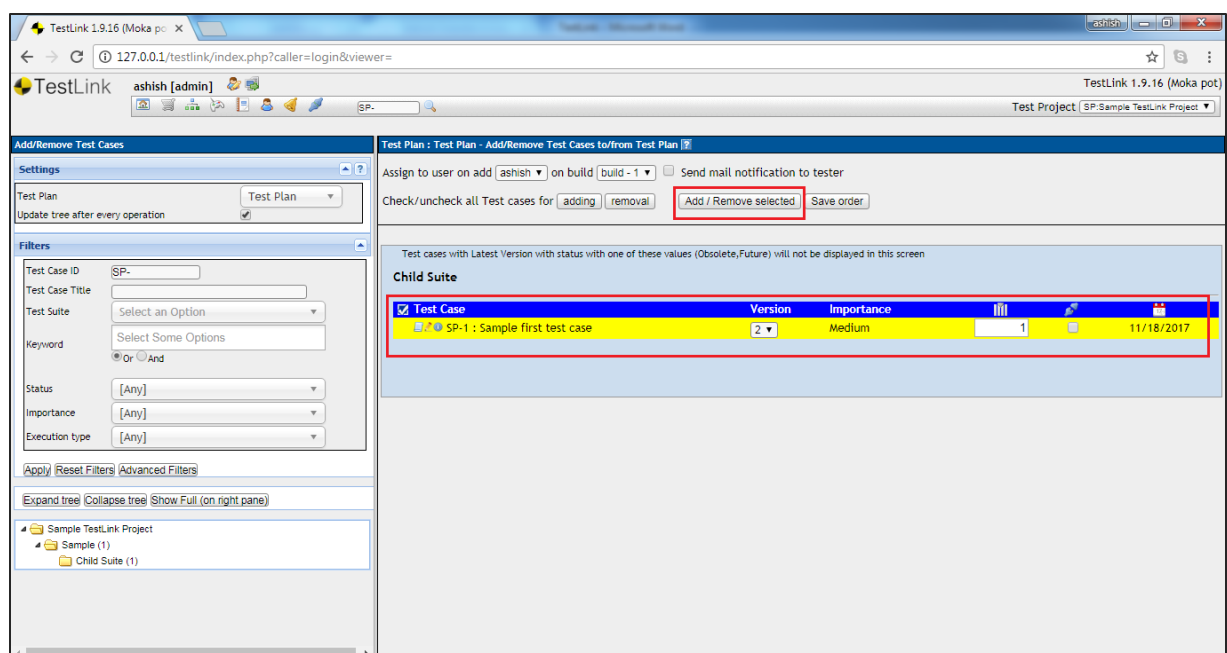 TestLink 1.9.16 (Moka po
ashish
127.0.0.1/testlink/index.php?caller=login&viewer=
TestLink ashish [admin] TestLink 1.9.16 (Moka pot)
SP- Test Project SP:Sample TestLink Project
Add/Remove Test Cases
Settings ?
Test Plan Test Plan
Update tree after every operation
Filters
Test Case ID SP-
Test Case Title
Test Suite Select an Option
Keyword Select Some Options
Or And
Status [Any]
Importance [Any]
Execution type [Any]
Apply Reset Filters Advanced Filters
Expand tree Collapse tree Show Full (on right pane)
Sample TestLink Project
Sample (1)
Child Suite (1)
Test Plan : Test Plan - Add/Remove Test Cases to/from Test Plan ?
Assign to user on add ashish on build build - 1 Send mail notification to tester
Check/uncheck all Test cases for adding removal Add / Remove selected Save order
Test cases with Latest Version with status with one of these values (Obsolete,Future) will not be displayed in this screen
Child Suite
Test Case Version Importance
SP-1 : Sample first test case 2 Medium 1 11/18/2017